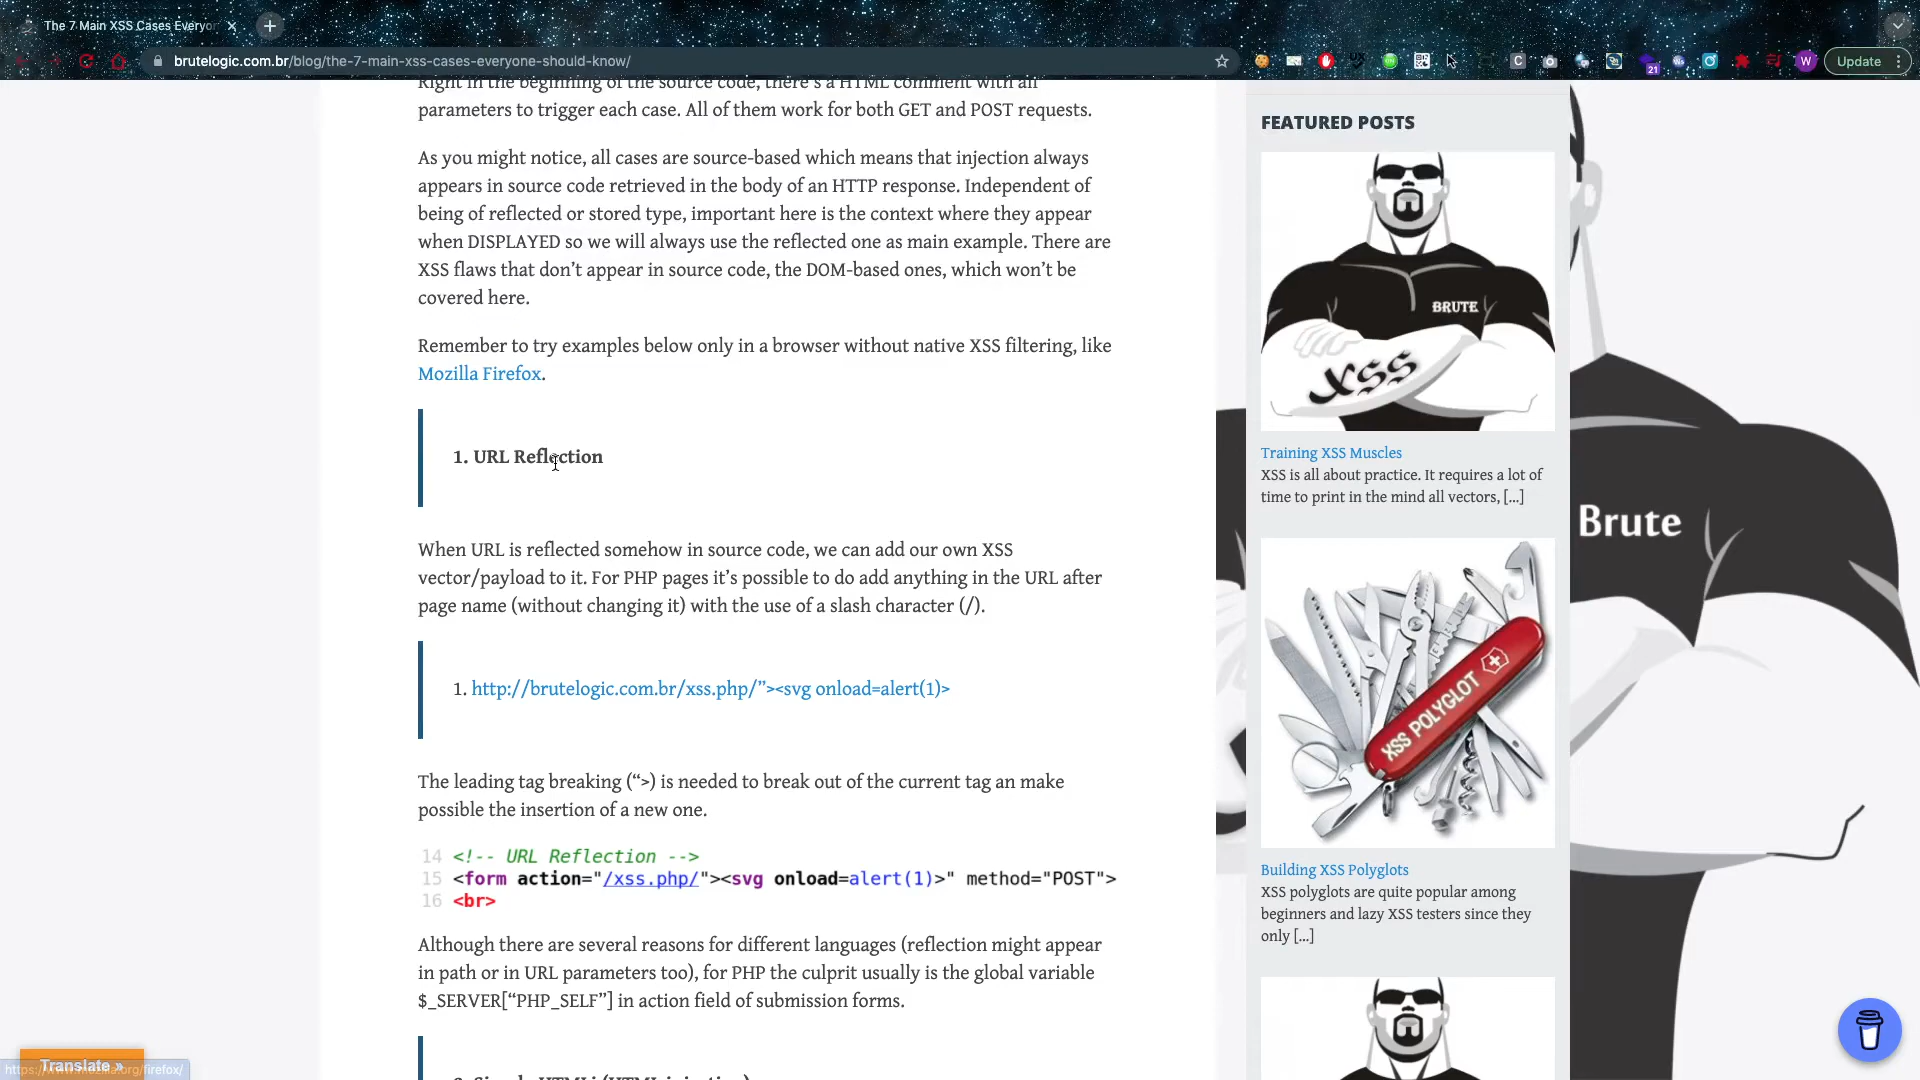 The 7 Main XSS Cases Everyo
brutelogic.com.br/blog/the-7-main-xss-cases-everyone-should-know/
21
W
Update
Right in the beginning of the source code, there's a HTML comment with all
parameters to trigger each case. All of them work for both GET and POST requests.
As you might notice, all cases are source-based which means that injection always
appears in source code retrieved in the body of an HTTP response. Independent of
being of reflected or stored type, important here is the context where they appear
when DISPLAYED so we will always use the reflected one as main example. There are
XSS flaws that don’t appear in source code, the DOM-based ones, which won’t be
covered here.
Remember to try examples below only in a browser without native XSS filtering, like
Mozilla Firefox.
1. URL Reflection
When URL is reflected somehow in source code, we can add our own XSS
vector/payload to it. For PHP pages it’s possible to do add anything in the URL after
page name (without changing it) with the use of a slash character (/).
1. http://brutelogic.com.br/xss.php/”><svg onload=alert(1)>
The leading tag breaking (“>) is needed to break out of the current tag an make
possible the insertion of a new one.
14 <!-- URL Reflection -->
15 <form action="/xss.php/"><svg onload=alert(1)>" method="POST">
16 <br>
Although there are several reasons for different languages (reflection might appear
in path or in URL parameters too), for PHP the culprit usually is the global variable
$_SERVER[“PHP_SELF”] in action field of submission forms.
FEATURED POSTS
BRUTE
XSS
Training XSS Muscles
XSS is all about practice. It requires a lot of
time to print in the mind all vectors, [...]
XSS POLYGLOT
Building XSS Polyglots
XSS polyglots are quite popular among
beginners and lazy XSS testers since they
only [...]
Brute
Translate »
https://www.mozilla.org/firefox/